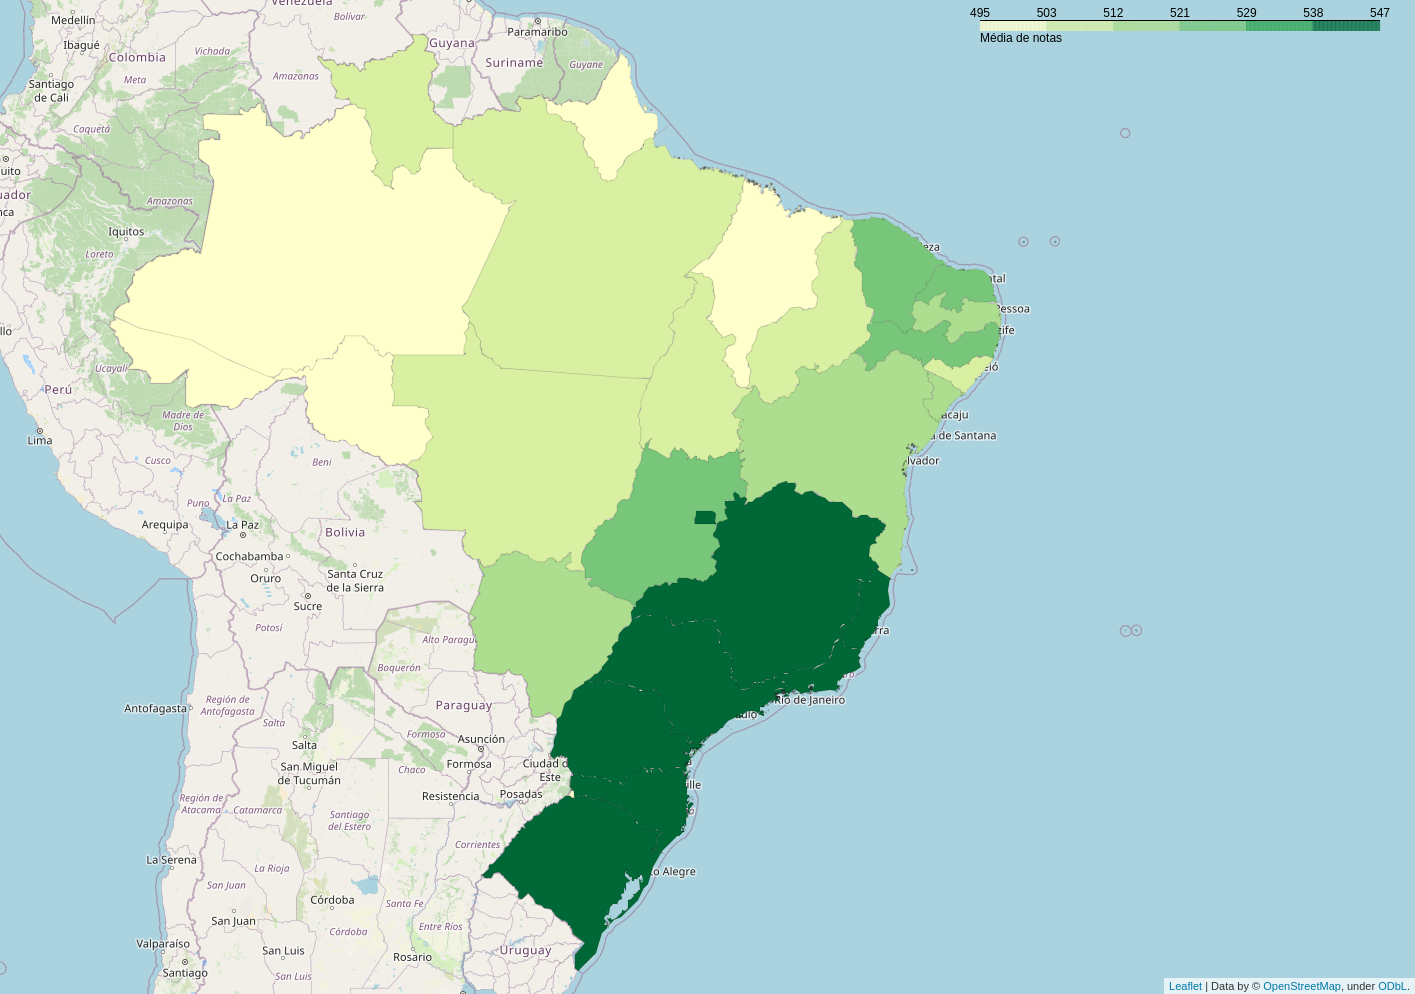 495 503 512 521 529 538 547
Média de notas
Venezuela
Medellín
Bolívar
Ibagué
Guyana
Paramaribo
Colombia
Vichada
Suriname
Guyane
Meta
Amazonas
Santiago
de Cali
Caquetá
uito
uador
nca
Amazonas
Iquitos
Loreto
eza
tal
Pessoa
llo
ife
Ucayali
eió
Perú
Madre de
Dios
acaju
Lima
a de Santana
Cusco
Beni
lvador
Puno
La Paz
Arequipa
La Paz
Bolivia
Cochabamba
Oruro
Santa Cruz
de la Sierra
Sucre
Potosí
rra
Alto Paragu
Boquerón
Región de
Antofagasta
Antofagasta
Paraguay
Rio de Janeiro
ulo
Salta
Salta
Formosa
Asunción
San Miguel
de Tucumán
Chaco
Formosa
Ciudad d
Este
a
ille
Región de
Atacama
Catamarca
Resistencia
Posadas
a
Santiago
del Estero
Corrientes
La Serena
La Rioja
o Alegre
San Juan
Córdoba
Santa Fe
San Juan
Córdoba
Entre Ríos
Valparaíso
San Luis
Rosario
Uruguay
Santiago
San Luis
Leaflet | Data by © OpenStreetMap, under ODbL.